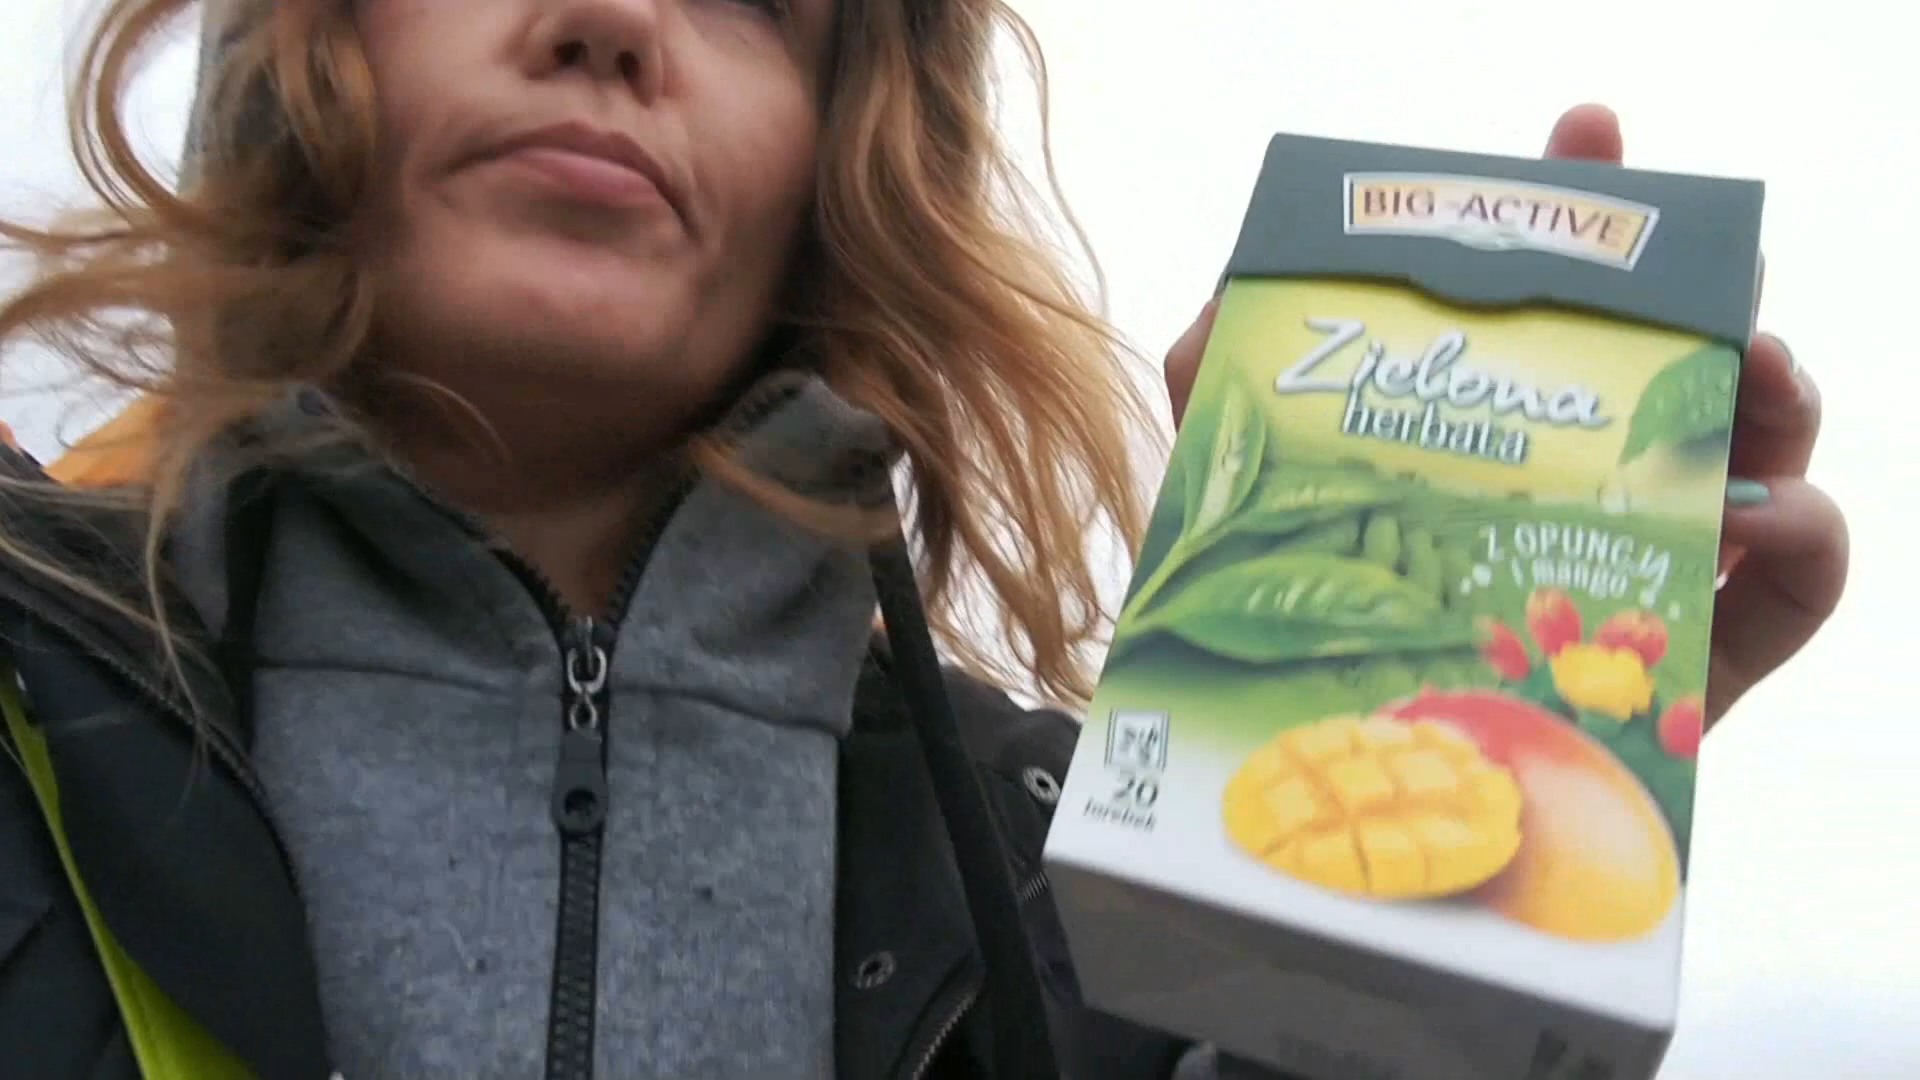 BIG-ACTIVE
Zielona
herbata
Z OPUNCJĄ
i mango
20
torebek